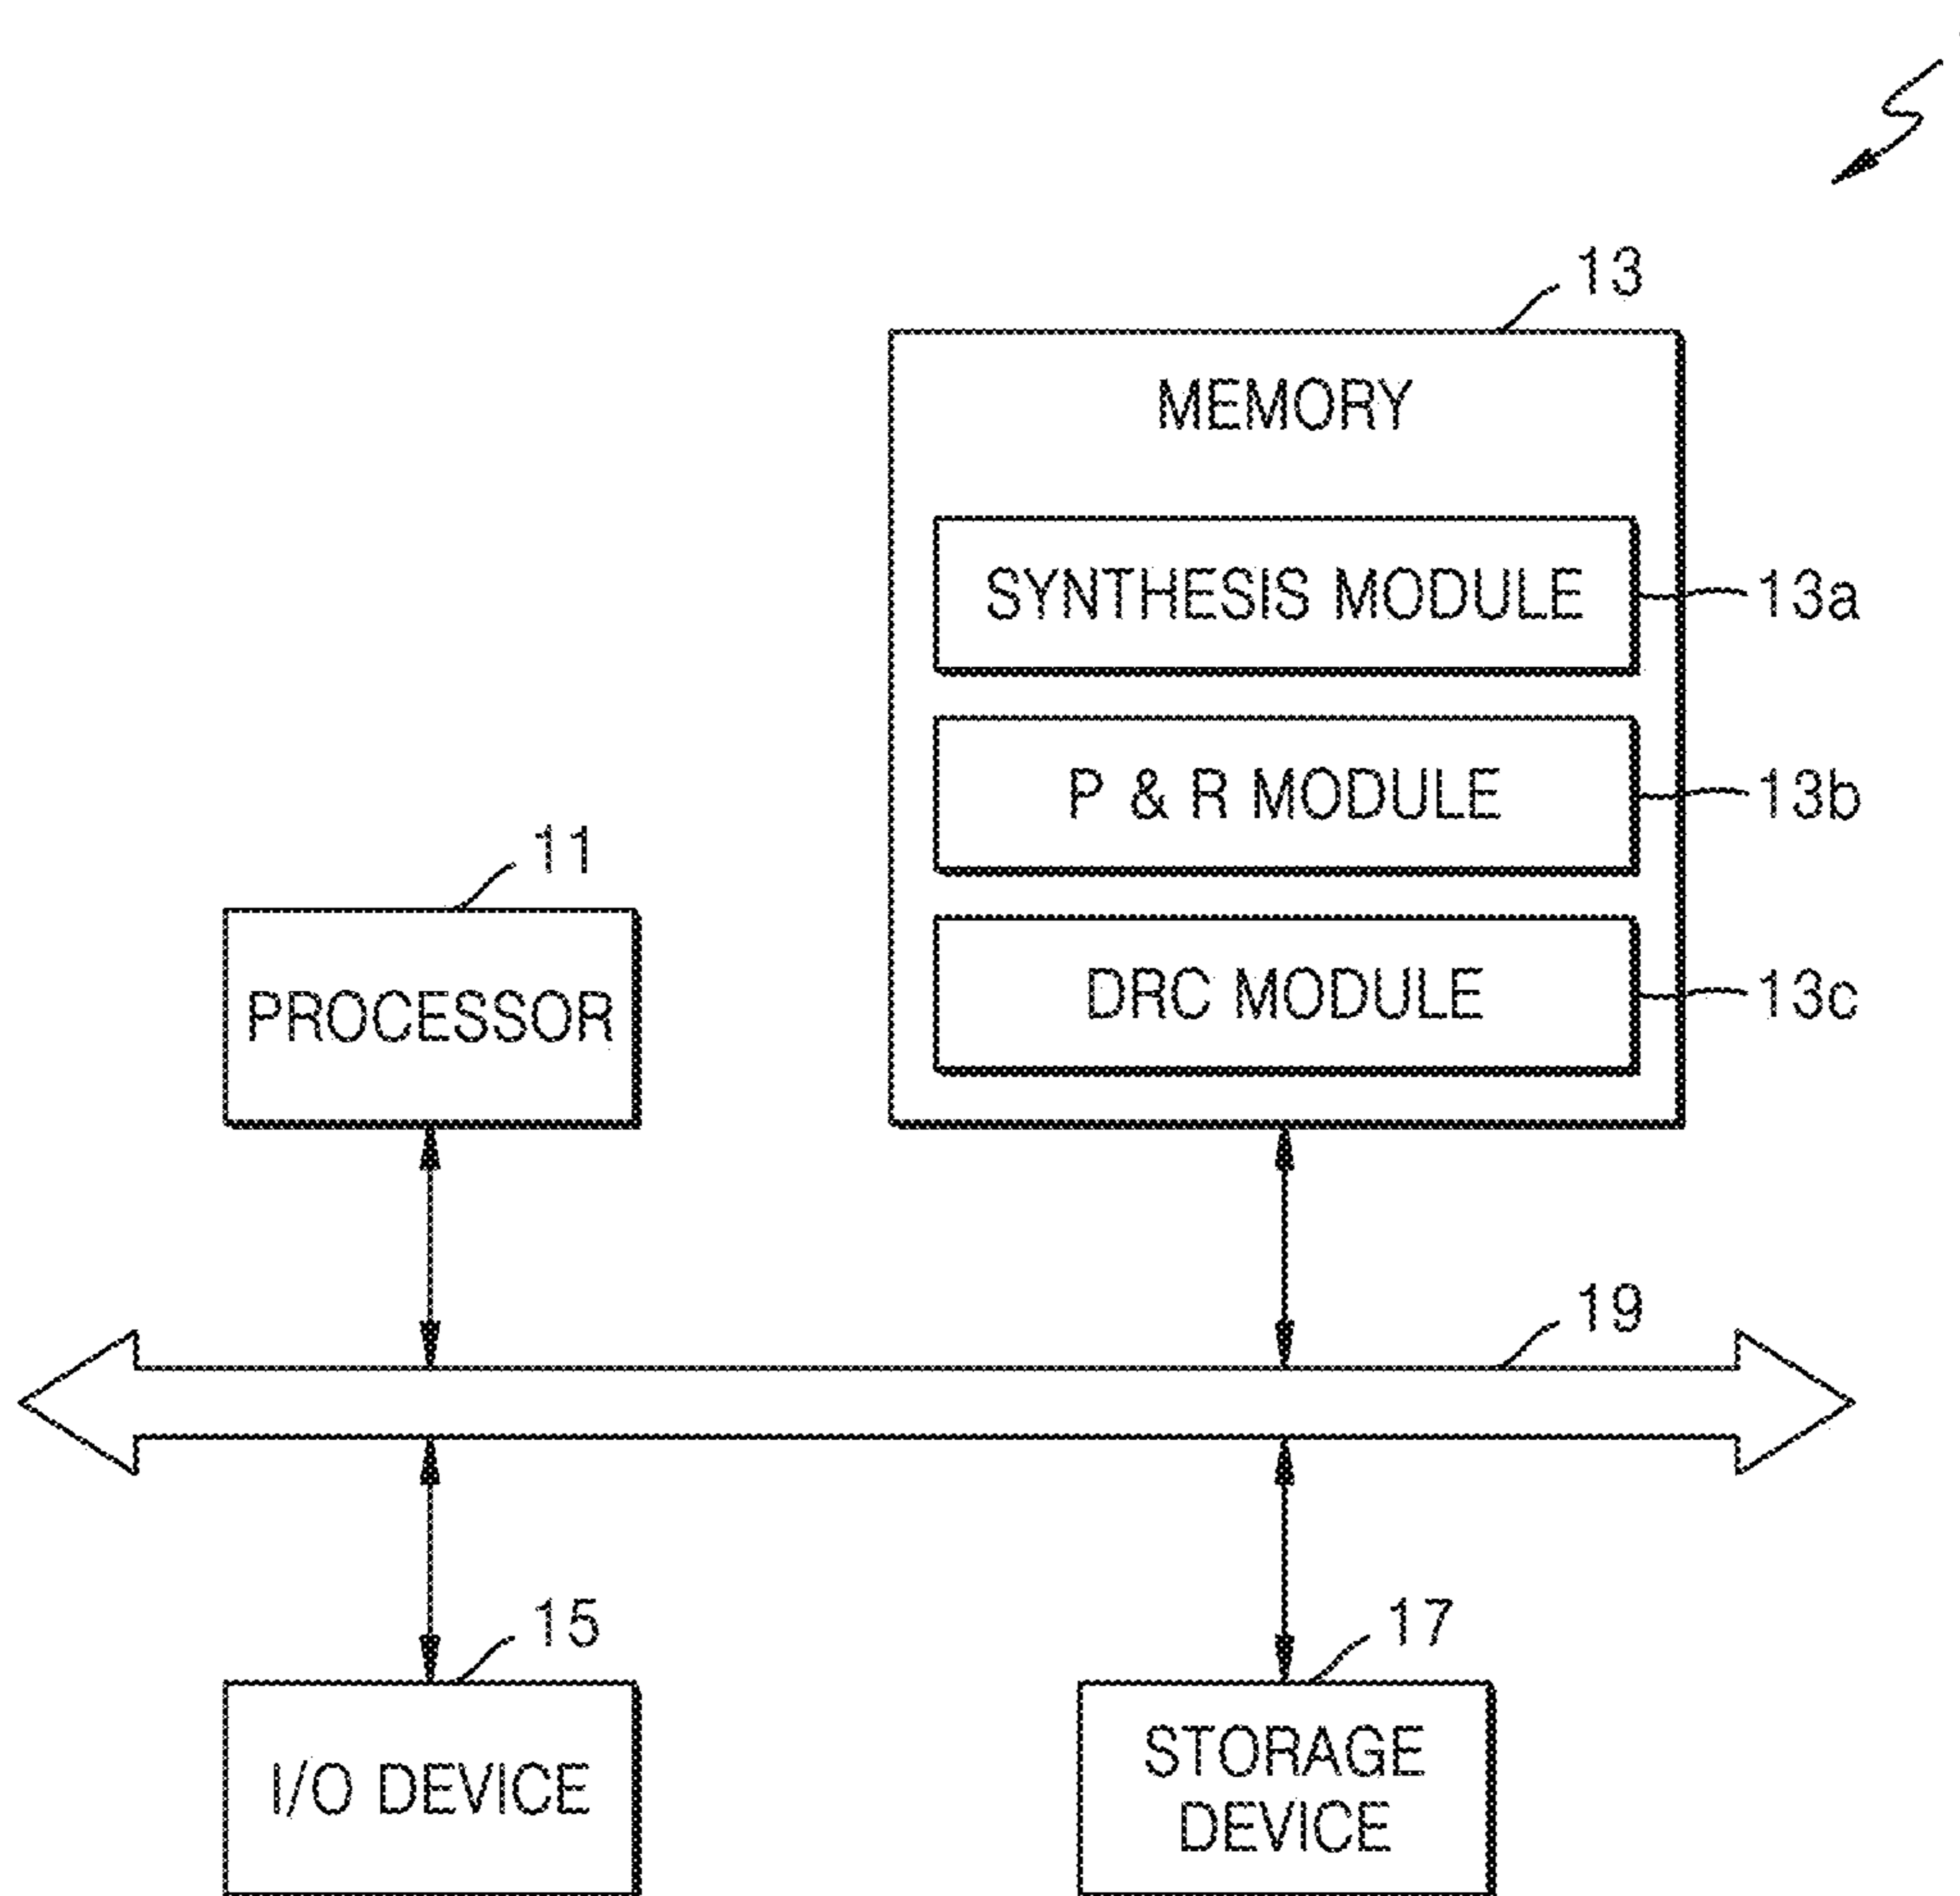 13
MEMORY
SYNTHESIS MODULE
13a
P & R MODULE
13b
DRC MODULE
13c
11
PROCESSOR
19
15
I/O DEVICE
17
STORAGE
DEVICE